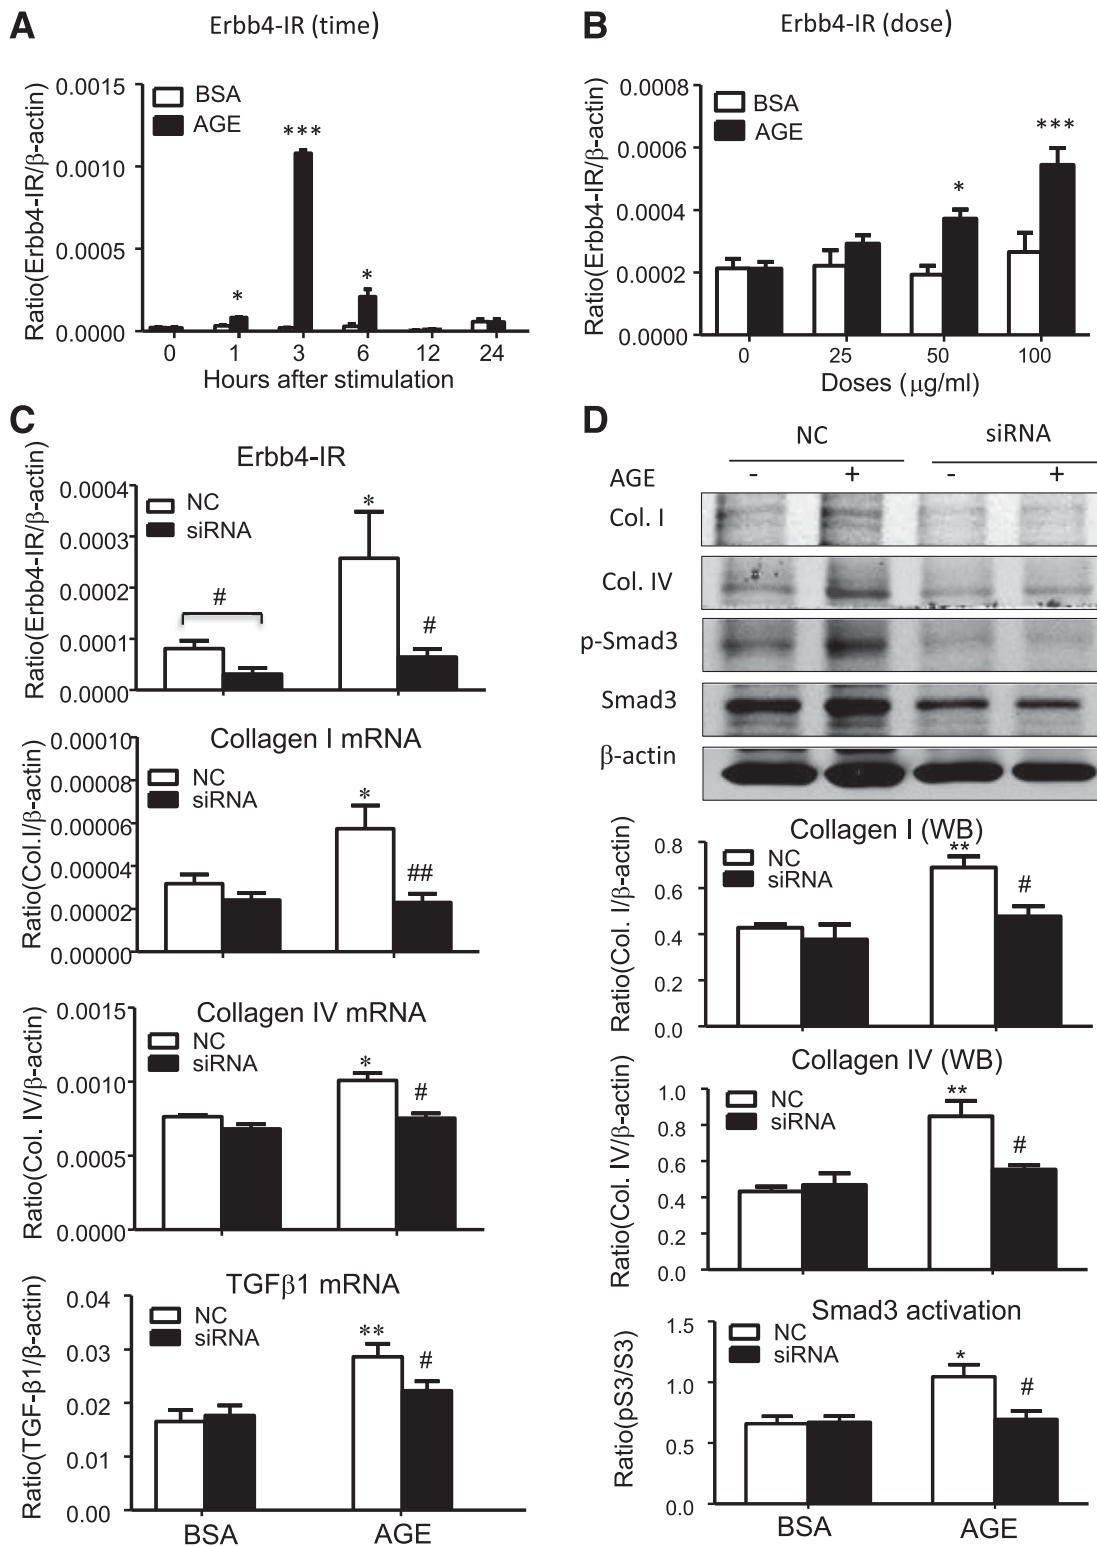 A
Erbb4-IR (time)
Ratio(Erbb4-IR/β-actin)
0.0015
0.0010
0.0005
0.0000
BSA
AGE
*
***
*
0 1 3 6 12 24
Hours after stimulation
B
Erbb4-IR (dose)
Ratio(Erbb4-IR/β-actin)
0.0008
0.0006
0.0004
0.0002
0.0000
BSA
AGE
*
***
0 25 50 100
Doses (μg/ml)
C
Erbb4-IR
Ratio(Erbb4-IR/β-actin)
0.0004
0.0003
0.0002
0.0001
0.0000
NC
siRNA
#
*
#
Collagen I mRNA
Ratio(Col.I/β-actin)
0.00010
0.00008
0.00006
0.00004
0.00002
0.00000
NC
siRNA
*
##
Collagen IV mRNA
Ratio(Col. IV/β-actin)
0.0015
0.0010
0.0005
0.0000
NC
siRNA
*
#
TGFβ1 mRNA
Ratio(TGF-β1/β-actin)
0.04
0.03
0.02
0.01
0.00
NC
siRNA
**
#
BSA AGE
D
NC siRNA
AGE - + - +
Col. I
Col. IV
p-Smad3
Smad3
β-actin
Collagen I (WB)
Ratio(Col. I/β-actin)
0.8
0.6
0.4
0.2
0.0
NC
siRNA
**
#
Collagen IV (WB)
Ratio(Col. IV/β-actin)
1.0
0.8
0.6
0.4
0.2
0.0
NC
siRNA
**
#
Smad3 activation
Ratio(pS3/S3)
1.5
1.0
0.5
0.0
NC
siRNA
*
#
BSA AGE